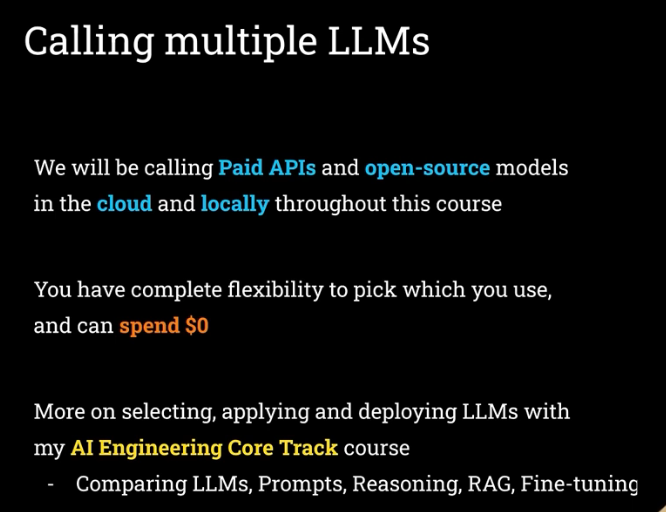 Calling multiple LLMs
We will be calling Paid APIs and open-source models
in the cloud and locally throughout this course
You have complete flexibility to pick which you use,
and can spend $0
More on selecting, applying and deploying LLMs with
my AI Engineering Core Track course
- Comparing LLMs, Prompts, Reasoning, RAG, Fine-tuning